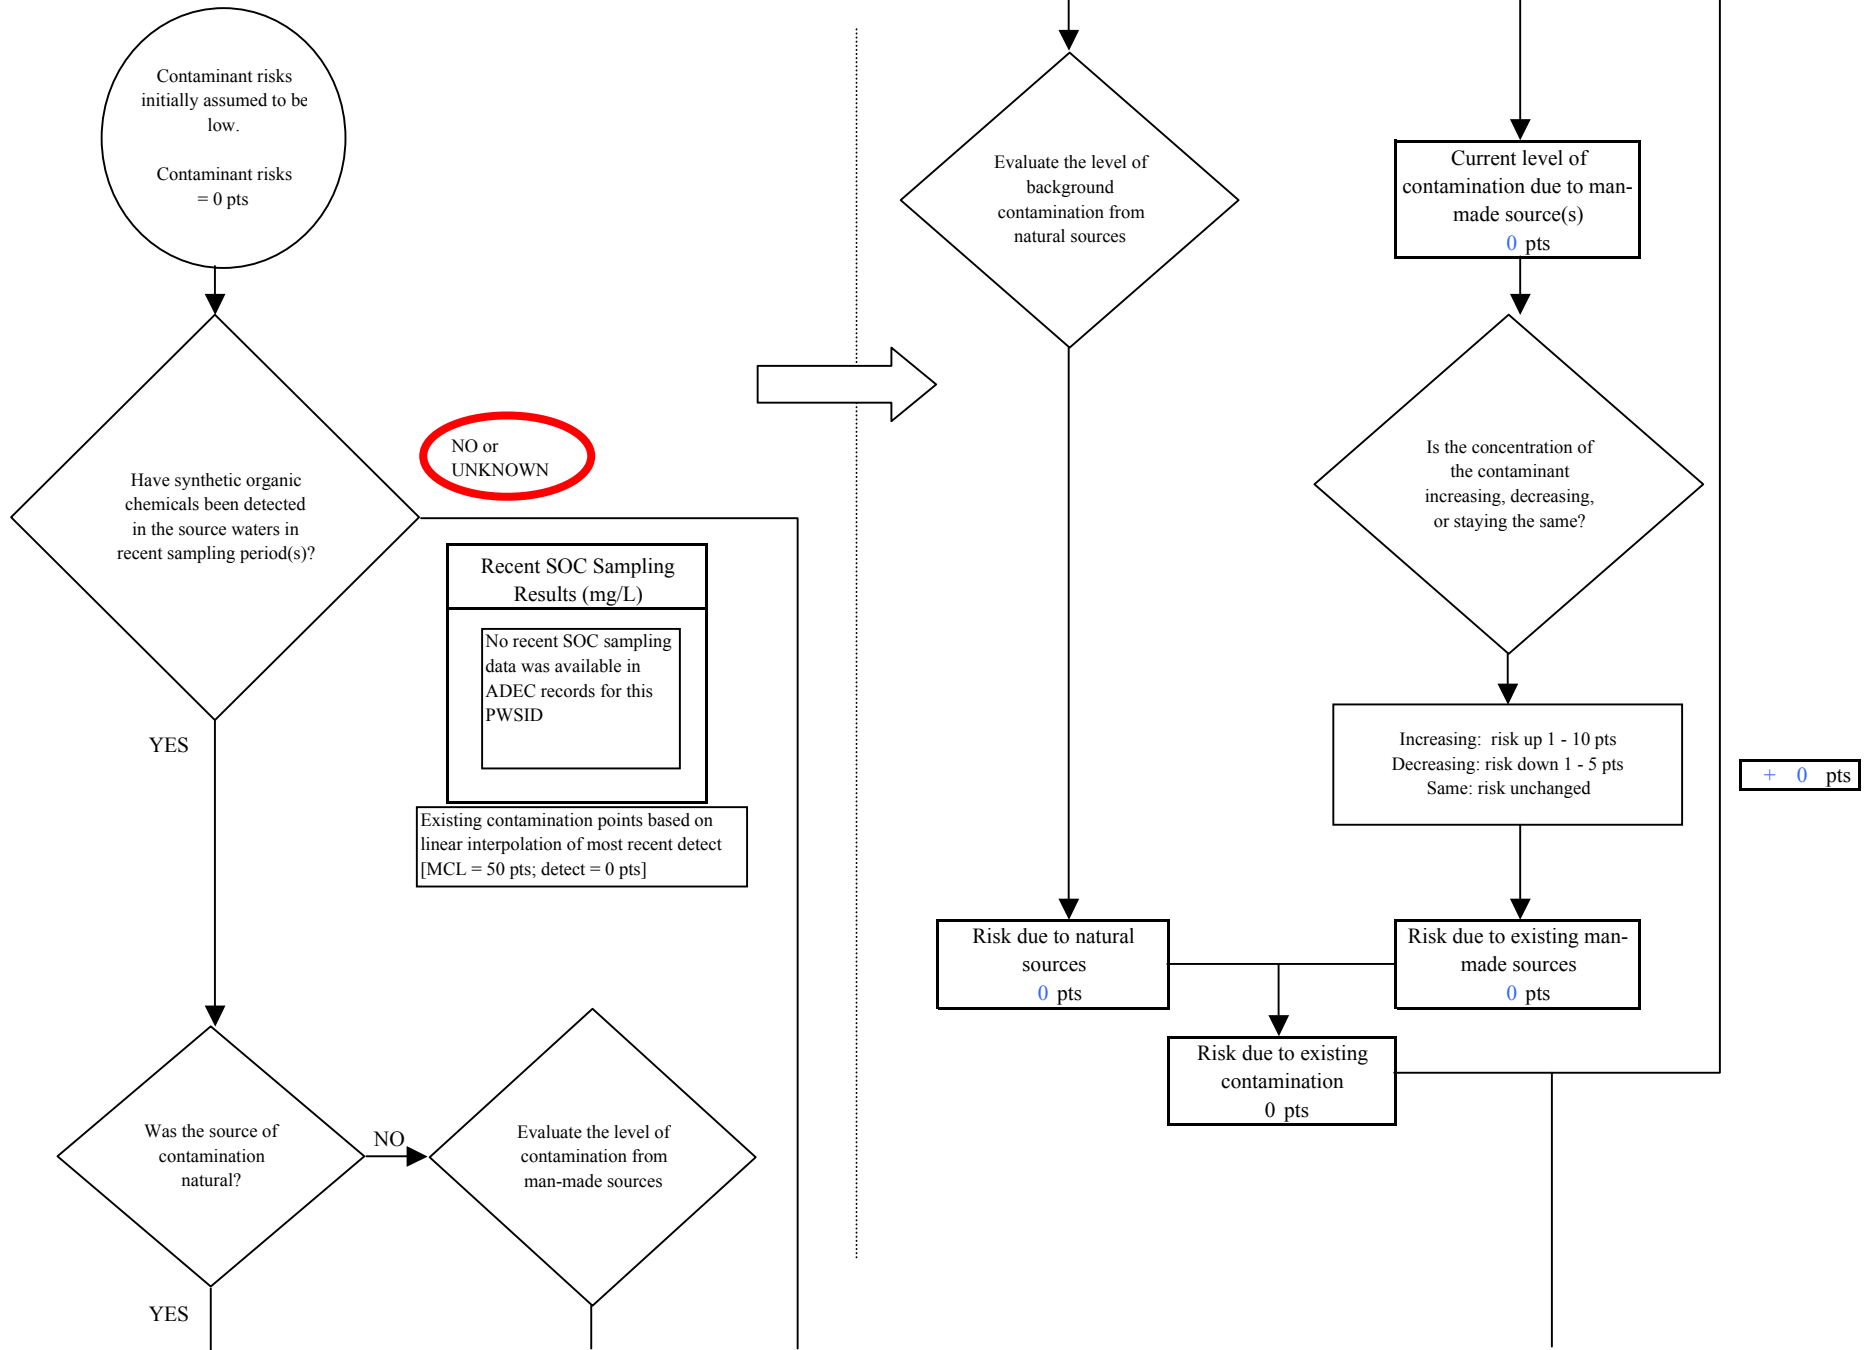 Contaminant risks
initially assumed to be
low.
Contaminant risks
= 0 pts
Have synthetic organic
chemicals been detected
in the source waters in
recent sampling period(s)?
NO or
UNKNOWN
Recent SOC Sampling
Results (mg/L)
No recent SOC sampling
data was available in
ADEC records for this
PWSID
YES
Existing contamination points based on
linear interpolation of most recent detect
[MCL = 50 pts; detect = 0 pts]
Was the source of
contamination
natural?
NO
Evaluate the level of
contamination from
man-made sources
YES
Evaluate the level of
background
contamination from
natural sources
Current level of
contamination due to man-
made source(s)
0 pts
Is the concentration of
the contaminant
increasing, decreasing,
or staying the same?
Increasing: risk up 1 - 10 pts
Decreasing: risk down 1 - 5 pts
Same: risk unchanged
+ 0 pts
Risk due to natural
sources
0 pts
Risk due to existing man-
made sources
0 pts
Risk due to existing
contamination
0 pts